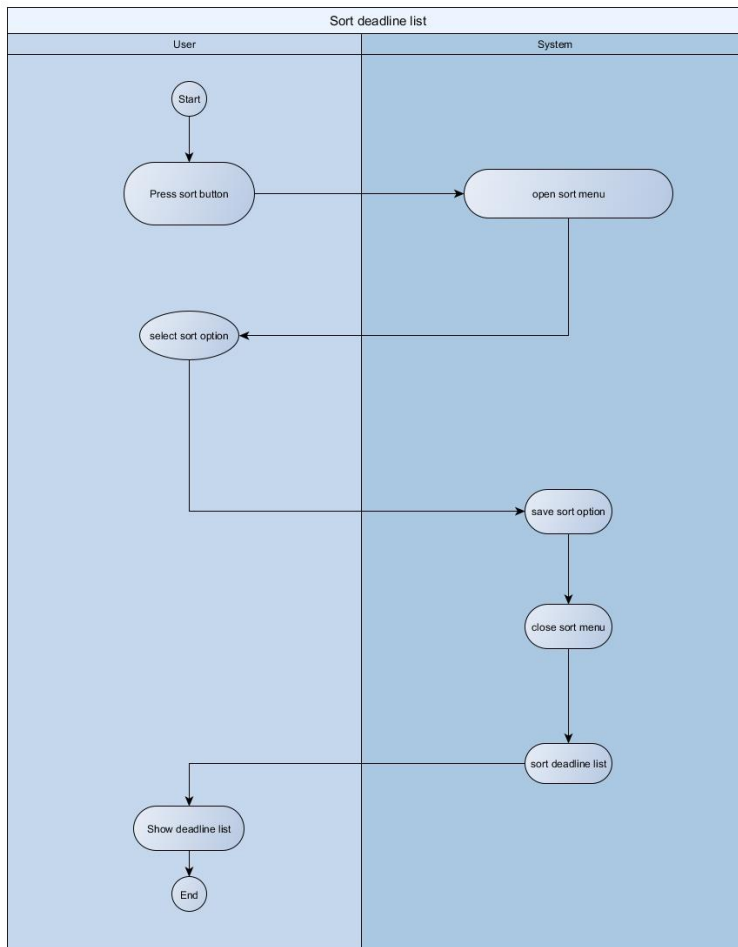 Sort deadline list
User
System
Start
Press sort button
open sort menu
select sort option
save sort option
close sort menu
sort deadline list
Show deadline list
End